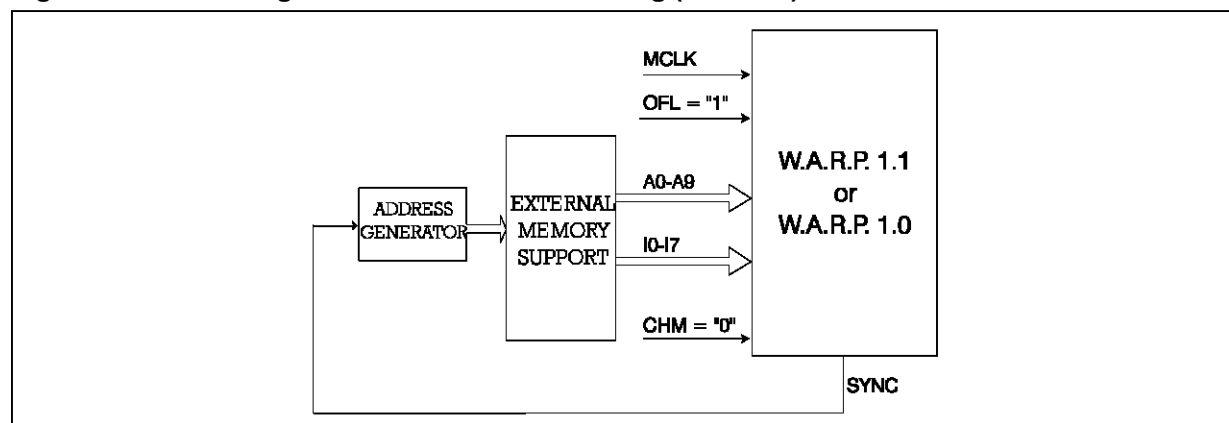 MCLK
OFL = "1"
W.A.R.P. 1.1
or
W.A.R.P. 1.0
A0-A9
ADDRESS
GENERATOR
EXTERNAL
MEMORY
SUPPORT
I0-I7
CHM = "0"
SYNC